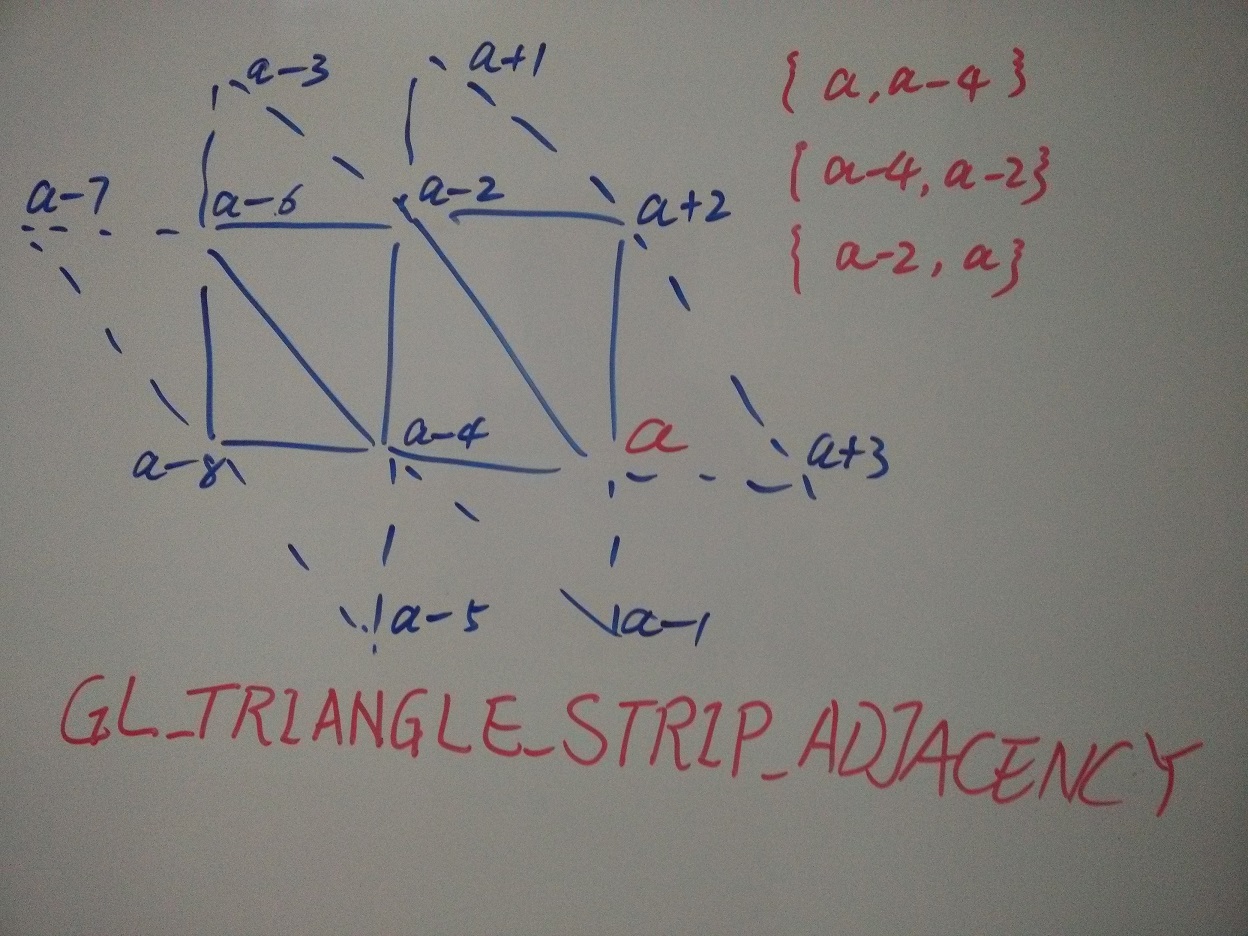 a-3
a+1
{ a, a-4 }
a-7
a-6
a-2
a+2
{ a-4, a-2}
{ a-2, a}
a-8
a-4
a
a+3
a-5
a-1
GL_TRIANGLE_STRIP_ADJACENCY